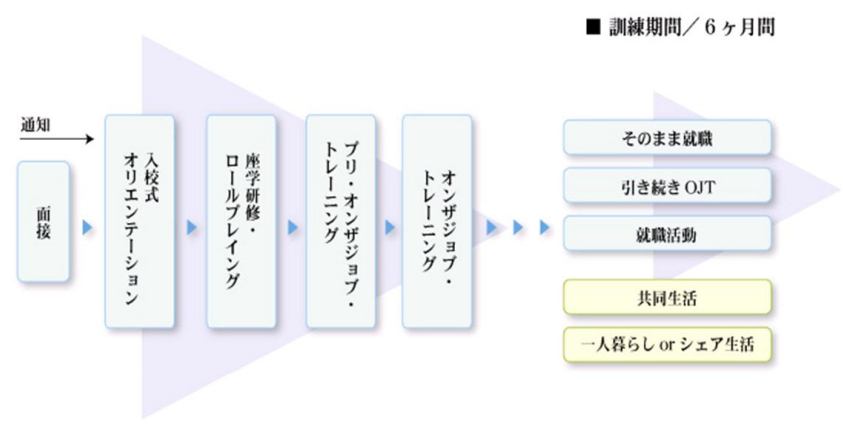 ■ 訓練期間／6ヶ月間
通知
面接
入校式
オリエンテーション
座学研修・
ロールプレイング
プリ・オンザジョブ・
トレーニング
オンザジョブ・
トレーニング
そのまま就職
引き続きOJT
就職活動
共同生活
一人暮らし or シェア生活